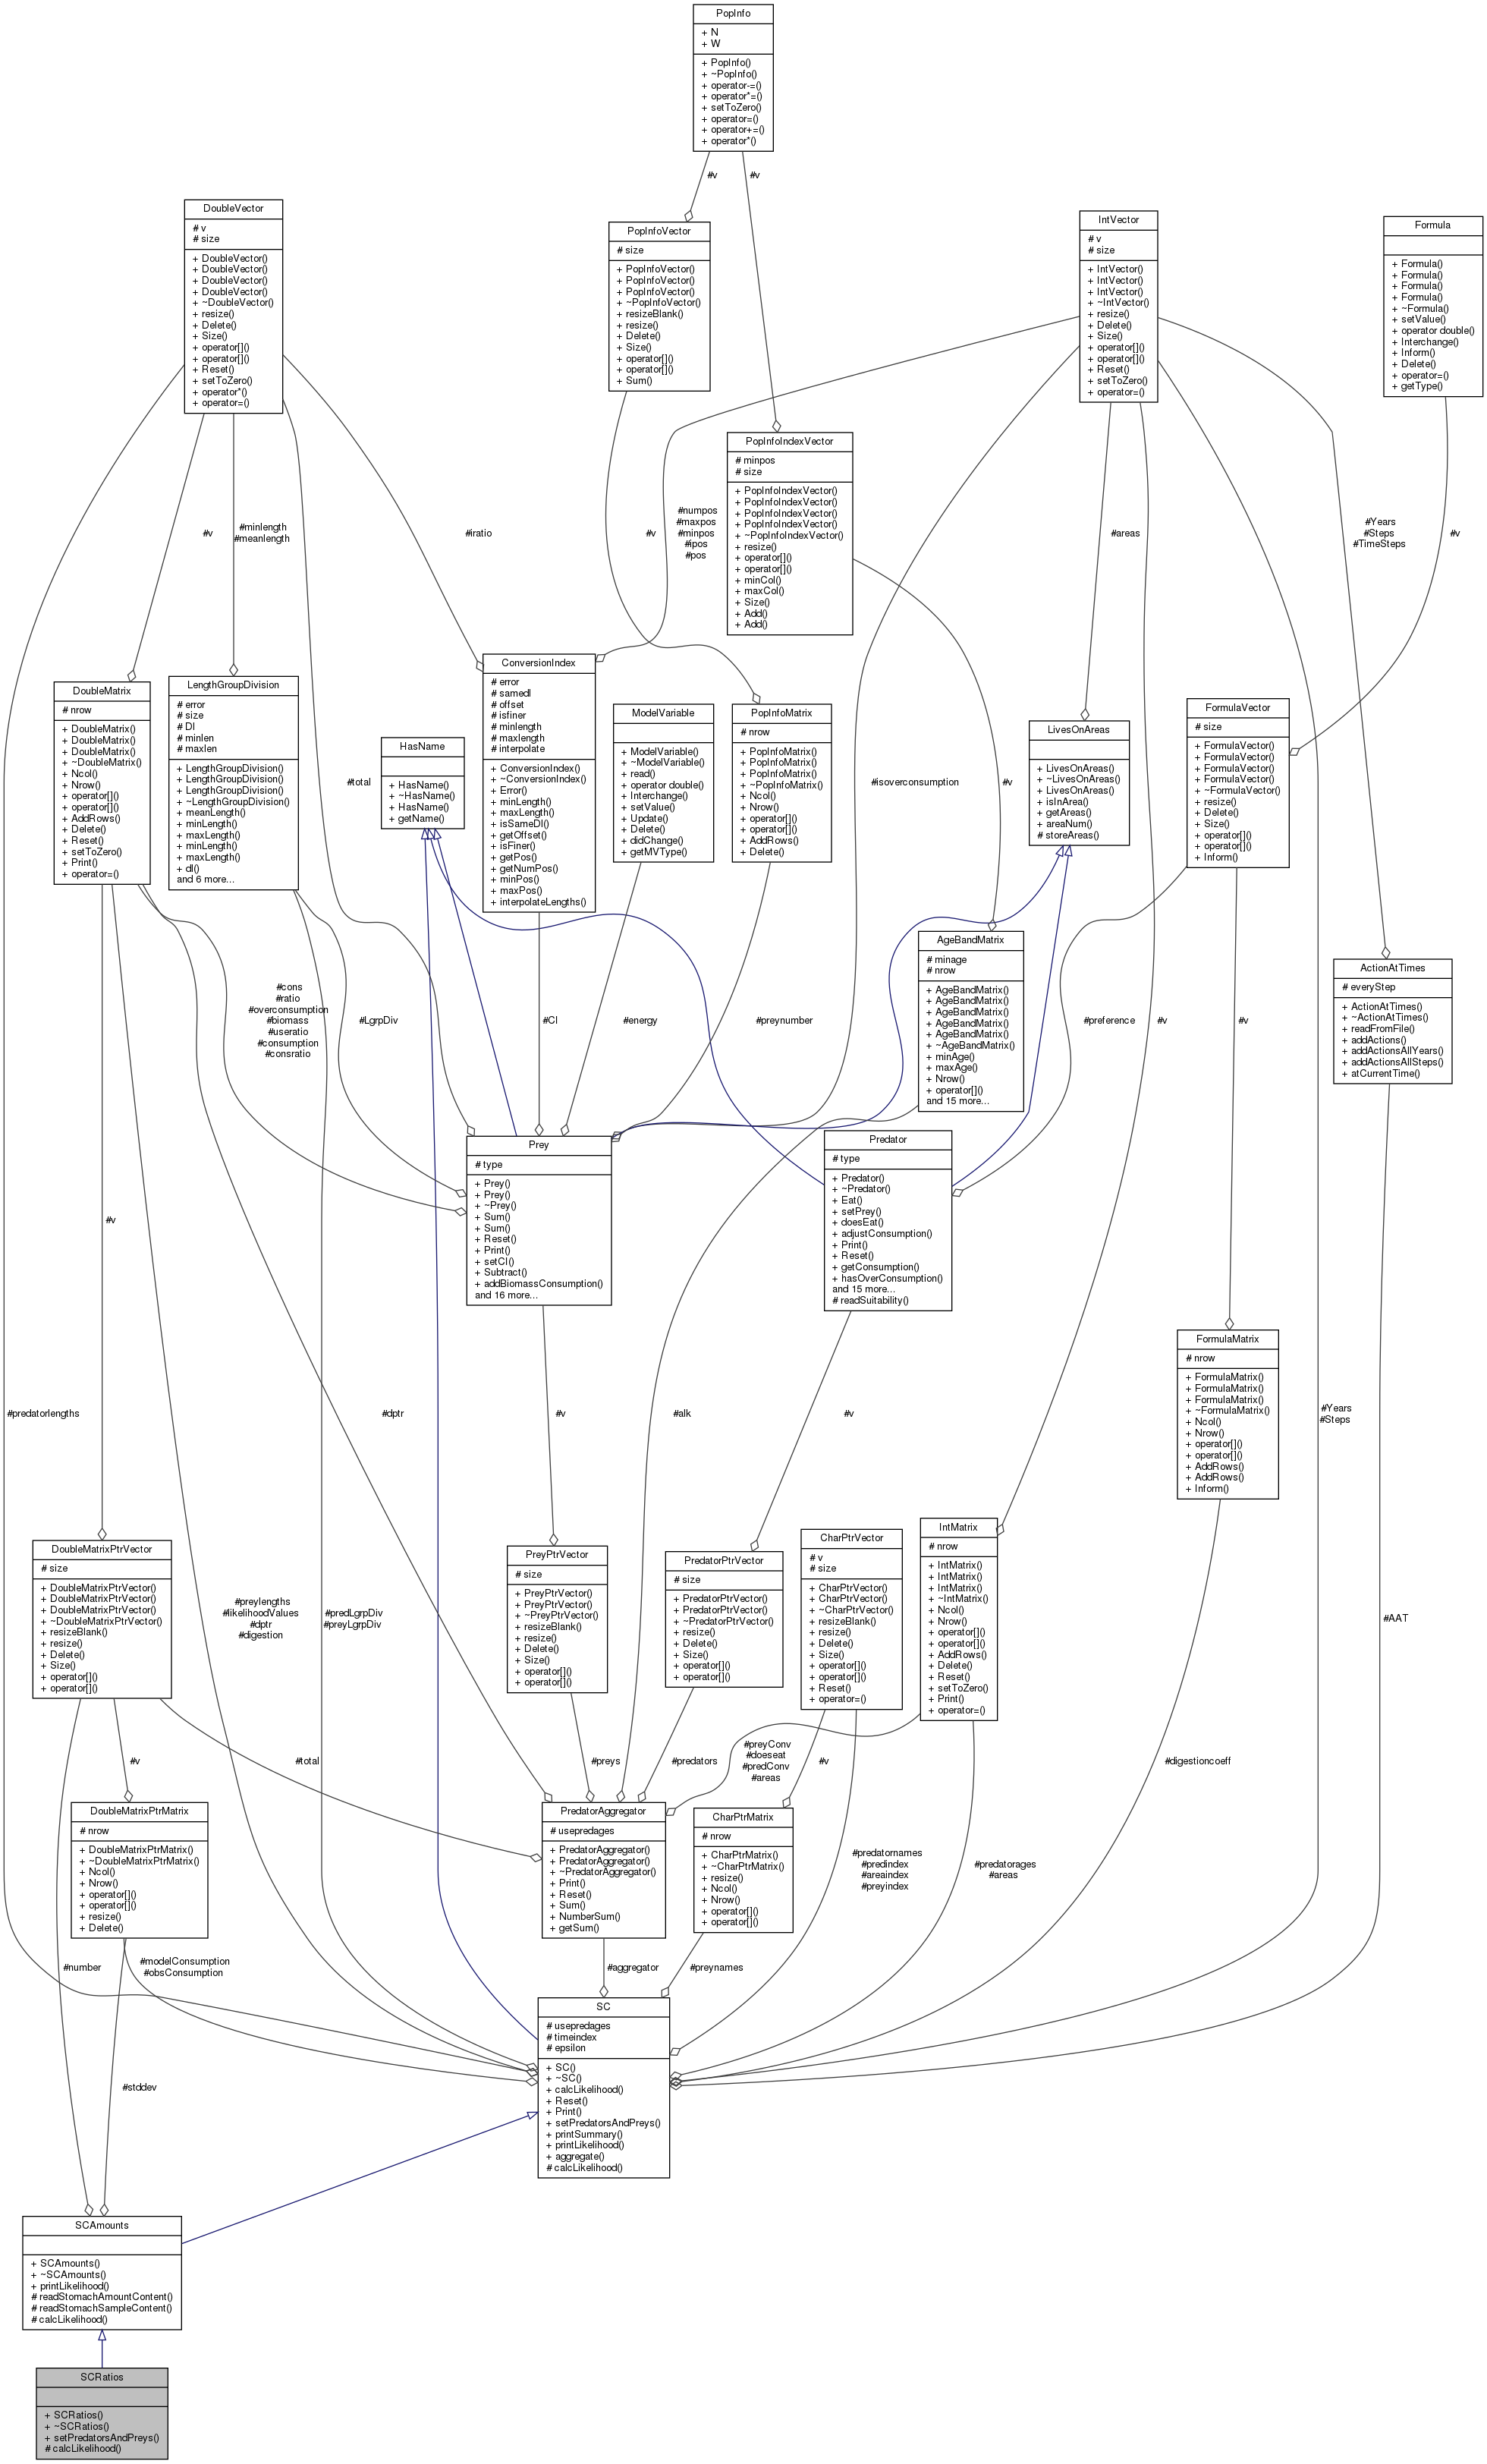 PopInfo
+ N
+ W
+ PopInfo()
+ ~PopInfo()
+ operator-=()
+ operator*=()
+ setToZero()
+ operator=()
+ operator+=()
+ operator*()
#v
#v
DoubleVector
# v
# size
+ DoubleVector()
+ DoubleVector()
+ DoubleVector()
+ DoubleVector()
+ ~DoubleVector()
+ resize()
+ Delete()
+ Size()
+ operator[]()
+ operator[]()
+ Reset()
+ setToZero()
+ operator*()
+ operator=()
PopInfoVector
# size
+ PopInfoVector()
+ PopInfoVector()
+ PopInfoVector()
+ ~PopInfoVector()
+ resizeBlank()
+ resize()
+ Delete()
+ Size()
+ operator[]()
+ operator[]()
+ Sum()
IntVector
# v
# size
+ IntVector()
+ IntVector()
+ IntVector()
+ ~IntVector()
+ resize()
+ Delete()
+ Size()
+ operator[]()
+ operator[]()
+ Reset()
+ setToZero()
+ operator=()
Formula
+ Formula()
+ Formula()
+ Formula()
+ Formula()
+ ~Formula()
+ setValue()
+ operator double()
+ Interchange()
+ Inform()
+ Delete()
+ operator=()
+ getType()
PopInfoIndexVector
# minpos
# size
+ PopInfoIndexVector()
+ PopInfoIndexVector()
+ PopInfoIndexVector()
+ PopInfoIndexVector()
+ ~PopInfoIndexVector()
+ resize()
+ operator[]()
+ operator[]()
+ minCol()
+ maxCol()
+ Size()
+ Add()
+ Add()
#v
#minlength
#meanlength
#iratio
#v
#numpos
#maxpos
#minpos
#ipos
#pos
#areas
#Years
#Steps
#TimeSteps
#v
DoubleMatrix
# nrow
+ DoubleMatrix()
+ DoubleMatrix()
+ DoubleMatrix()
+ ~DoubleMatrix()
+ Ncol()
+ Nrow()
+ operator[]()
+ operator[]()
+ AddRows()
+ Delete()
+ Reset()
+ setToZero()
+ Print()
+ operator=()
LengthGroupDivision
# error
# size
# Dl
# minlen
# maxlen
+ LengthGroupDivision()
+ LengthGroupDivision()
+ LengthGroupDivision()
+ ~LengthGroupDivision()
+ meanLength()
+ minLength()
+ maxLength()
+ minLength()
+ maxLength()
+ dl()
and 6 more...
#total
HasName
+ HasName()
+ ~HasName()
+ HasName()
+ getName()
ConversionIndex
# error
# samedl
# offset
# isfiner
# minlength
# maxlength
# interpolate
+ ConversionIndex()
+ ~ConversionIndex()
+ Error()
+ minLength()
+ maxLength()
+ isSameDl()
+ getOffset()
+ isFiner()
+ getPos()
+ getNumPos()
+ minPos()
+ maxPos()
+ interpolateLengths()
ModelVariable
+ ModelVariable()
+ ~ModelVariable()
+ read()
+ operator double()
+ Interchange()
+ setValue()
+ Update()
+ Delete()
+ didChange()
+ getMVType()
PopInfoMatrix
# nrow
+ PopInfoMatrix()
+ PopInfoMatrix()
+ PopInfoMatrix()
+ ~PopInfoMatrix()
+ Ncol()
+ Nrow()
+ operator[]()
+ operator[]()
+ AddRows()
+ Delete()
#isoverconsumption
#v
LivesOnAreas
+ LivesOnAreas()
+ ~LivesOnAreas()
+ LivesOnAreas()
+ isInArea()
+ getAreas()
+ areaNum()
# storeAreas()
FormulaVector
# size
+ FormulaVector()
+ FormulaVector()
+ FormulaVector()
+ FormulaVector()
+ ~FormulaVector()
+ resize()
+ Delete()
+ Size()
+ operator[]()
+ operator[]()
+ Inform()
#cons
#ratio
#overconsumption
#biomass
#useratio
#consumption
#consratio
#LgrpDiv
#CI
#energy
#preynumber
AgeBandMatrix
# minage
# nrow
+ AgeBandMatrix()
+ AgeBandMatrix()
+ AgeBandMatrix()
+ AgeBandMatrix()
+ AgeBandMatrix()
+ ~AgeBandMatrix()
+ minAge()
+ maxAge()
+ Nrow()
+ operator[]()
and 15 more...
#preference
#v
#v
ActionAtTimes
# everyStep
+ ActionAtTimes()
+ ~ActionAtTimes()
+ readFromFile()
+ addActions()
+ addActionsAllYears()
+ addActionsAllSteps()
+ atCurrentTime()
#v
Prey
# type
+ Prey()
+ Prey()
+ ~Prey()
+ Sum()
+ Sum()
+ Reset()
+ Print()
+ setCI()
+ Subtract()
+ addBiomassConsumption()
and 16 more...
Predator
# type
+ Predator()
+ ~Predator()
+ Eat()
+ setPrey()
+ doesEat()
+ adjustConsumption()
+ Print()
+ Reset()
+ getConsumption()
+ hasOverConsumption()
and 15 more...
# readSuitability()
FormulaMatrix
# nrow
+ FormulaMatrix()
+ FormulaMatrix()
+ FormulaMatrix()
+ ~FormulaMatrix()
+ Ncol()
+ Nrow()
+ operator[]()
+ operator[]()
+ AddRows()
+ AddRows()
+ Inform()
#predatorlengths
#dptr
#v
#alk
#v
#Years
#Steps
DoubleMatrixPtrVector
# size
+ DoubleMatrixPtrVector()
+ DoubleMatrixPtrVector()
+ DoubleMatrixPtrVector()
+ ~DoubleMatrixPtrVector()
+ resizeBlank()
+ resize()
+ Delete()
+ Size()
+ operator[]()
+ operator[]()
#preylengths
#likelihoodValues
#dptr
#digestion
#predLgrpDiv
#preyLgrpDiv
PreyPtrVector
# size
+ PreyPtrVector()
+ PreyPtrVector()
+ ~PreyPtrVector()
+ resizeBlank()
+ resize()
+ Delete()
+ Size()
+ operator[]()
+ operator[]()
PredatorPtrVector
# size
+ PredatorPtrVector()
+ PredatorPtrVector()
+ ~PredatorPtrVector()
+ resize()
+ Delete()
+ Size()
+ operator[]()
+ operator[]()
CharPtrVector
# v
# size
+ CharPtrVector()
+ CharPtrVector()
+ ~CharPtrVector()
+ resizeBlank()
+ resize()
+ Delete()
+ Size()
+ operator[]()
+ operator[]()
+ Reset()
+ operator=()
IntMatrix
# nrow
+ IntMatrix()
+ IntMatrix()
+ IntMatrix()
+ ~IntMatrix()
+ Ncol()
+ Nrow()
+ operator[]()
+ operator[]()
+ AddRows()
+ Delete()
+ Reset()
+ setToZero()
+ Print()
+ operator=()
#AAT
#v
#total
#preys
#predators
#preyConv
#doeseat
#predConv
#areas
#v
#digestioncoeff
DoubleMatrixPtrMatrix
# nrow
+ DoubleMatrixPtrMatrix()
+ ~DoubleMatrixPtrMatrix()
+ Ncol()
+ Nrow()
+ operator[]()
+ operator[]()
+ resize()
+ Delete()
PredatorAggregator
# usepredages
+ PredatorAggregator()
+ PredatorAggregator()
+ ~PredatorAggregator()
+ Print()
+ Reset()
+ Sum()
+ NumberSum()
+ getSum()
CharPtrMatrix
# nrow
+ CharPtrMatrix()
+ ~CharPtrMatrix()
+ resize()
+ Ncol()
+ Nrow()
+ operator[]()
+ operator[]()
#predatornames
#predindex
#areaindex
#preyindex
#predatorages
#areas
#number
#modelConsumption
#obsConsumption
#aggregator
#preynames
SC
# usepredages
# timeindex
# epsilon
+ SC()
+ ~SC()
+ calcLikelihood()
+ Reset()
+ Print()
+ setPredatorsAndPreys()
+ printSummary()
+ printLikelihood()
+ aggregate()
# calcLikelihood()
#stddev
SCAmounts
+ SCAmounts()
+ ~SCAmounts()
+ printLikelihood()
# readStomachAmountContent()
# readStomachSampleContent()
# calcLikelihood()
SCRatios
+ SCRatios()
+ ~SCRatios()
+ setPredatorsAndPreys()
# calcLikelihood()